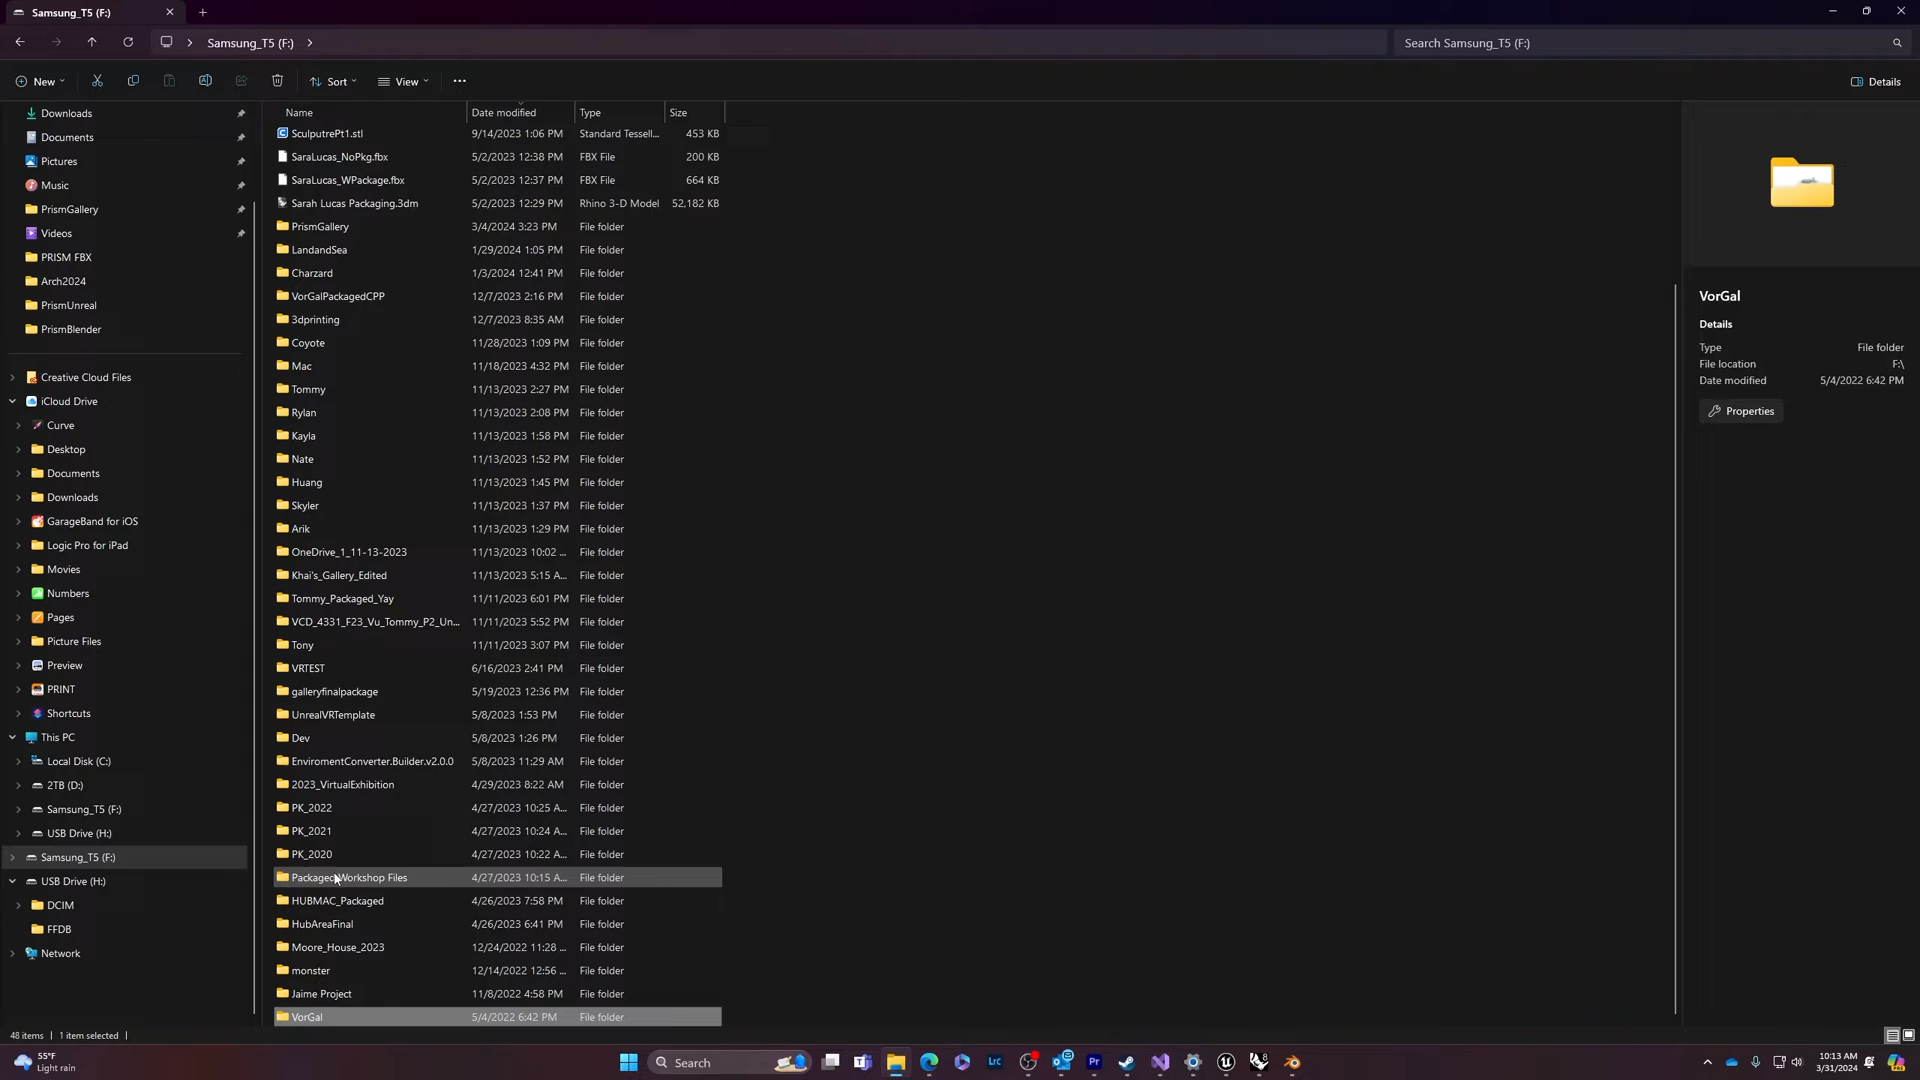 Samsung_T5 (F:)
Samsung_T5 (F:)
Search Samsung_T5 (F:)
New
Sort
View
Details
Downloads
Documents
Pictures
Music
PrismGallery
Videos
PRISM FBX
Arch2024
PrismUnreal
PrismBlender
Creative Cloud Files
iCloud Drive
Curve
Desktop
Documents
Downloads
GarageBand for iOS
Logic Pro for iPad
Movies
Numbers
Pages
Picture Files
Preview
PRINT
Shortcuts
This PC
Local Disk (C:)
2TB (D:)
Samsung_T5 (F:)
USB Drive (H:)
Samsung_T5 (F:)
USB Drive (H:)
DCIM
FFDB
Network
Name Date modified Type Size
SculputrePt1.stl 9/14/2023 1:06 PM Standard Tessell... 453 KB
SaraLucas_NoPkg.fbx 5/2/2023 12:38 PM FBX File 200 KB
SaraLucas_WPackage.fbx 5/2/2023 12:37 PM FBX File 664 KB
Sarah Lucas Packaging.3dm 5/2/2023 12:29 PM Rhino 3-D Model 52,182 KB
PrismGallery 3/4/2024 3:23 PM File folder
LandandSea 1/29/2024 1:05 PM File folder
Charzard 1/3/2024 12:41 PM File folder
VorGalPackagedCPP 12/7/2023 2:16 PM File folder
3dprinting 12/7/2023 8:35 AM File folder
Coyote 11/28/2023 1:09 PM File folder
Mac 11/18/2023 4:32 PM File folder
Tommy 11/13/2023 2:27 PM File folder
Rylan 11/13/2023 2:08 PM File folder
Kayla 11/13/2023 1:58 PM File folder
Nate 11/13/2023 1:52 PM File folder
Huang 11/13/2023 1:45 PM File folder
Skyler 11/13/2023 1:37 PM File folder
Arik 11/13/2023 1:29 PM File folder
OneDrive_1_11-13-2023 11/13/2023 10:02 ... File folder
Khai's_Gallery_Edited 11/13/2023 5:15 A... File folder
Tommy_Packaged_Yay 11/11/2023 6:01 PM File folder
VCD_4331_F23_Vu_Tommy_P2_Un... 11/11/2023 5:52 PM File folder
Tony 11/11/2023 3:07 PM File folder
VRTEST 6/16/2023 2:41 PM File folder
galleryfinalpackage 5/19/2023 12:36 PM File folder
UnrealVRTemplate 5/8/2023 1:53 PM File folder
Dev 5/8/2023 1:26 PM File folder
EnviromentConverter.Builder.v2.0.0 5/8/2023 11:29 AM File folder
2023_VirtualExhibition 4/29/2023 8:22 AM File folder
PK_2022 4/27/2023 10:25 A... File folder
PK_2021 4/27/2023 10:24 A... File folder
PK_2020 4/27/2023 10:22 A... File folder
Packaged Workshop Files 4/27/2023 10:15 A... File folder
HUBMAC_Packaged 4/26/2023 7:58 PM File folder
HubAreaFinal 4/26/2023 6:41 PM File folder
Moore_House_2023 12/24/2022 11:28 ... File folder
monster 12/14/2022 12:56 ... File folder
Jaime Project 11/8/2022 4:58 PM File folder
VorGal 5/4/2022 6:42 PM File folder
VorGal
Details
Type File folder
File location F:\
Date modified 5/4/2022 6:42 PM
Properties
48 items 1 item selected
55°F
Light rain
Search
LrC
Pr
8
10:13 AM
3/31/2024